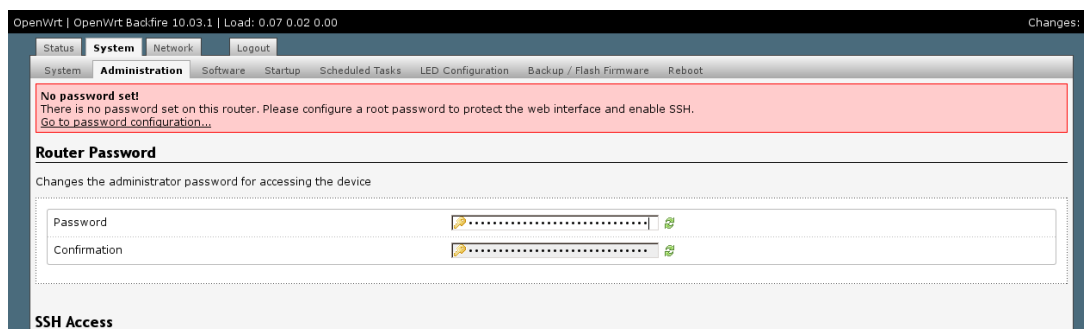 OpenWrt | OpenWrt Backfire 10.03.1 | Load: 0.07 0.02 0.00 Changes:
Status System Network Logout
System Administration Software Startup Scheduled Tasks LED Configuration Backup / Flash Firmware Reboot
No password set!
There is no password set on this router. Please configure a root password to protect the web interface and enable SSH.
Go to password configuration...
Router Password
Changes the administrator password for accessing the device
Password
Confirmation
SSH Access